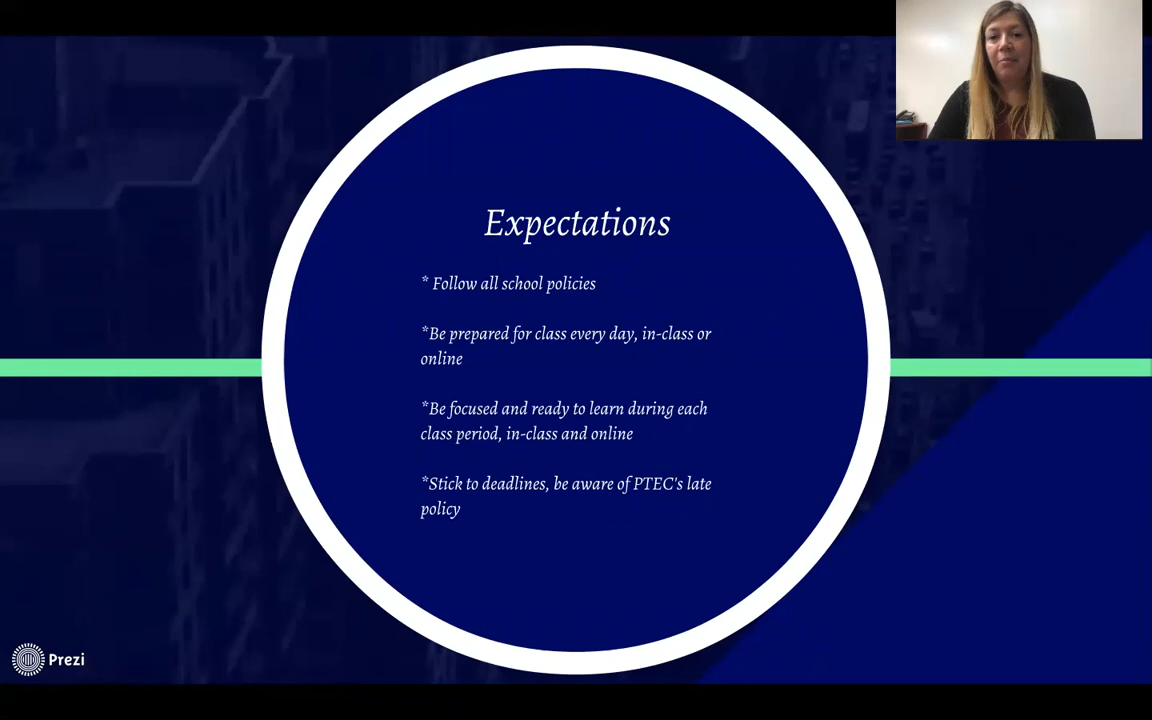 Expectations
* Follow all school policies
*Be prepared for class every day, in-class or
online
*Be focused and ready to learn during each
class period, in-class and online
*Stick to deadlines, be aware of PTEC's late
policy
Prezi